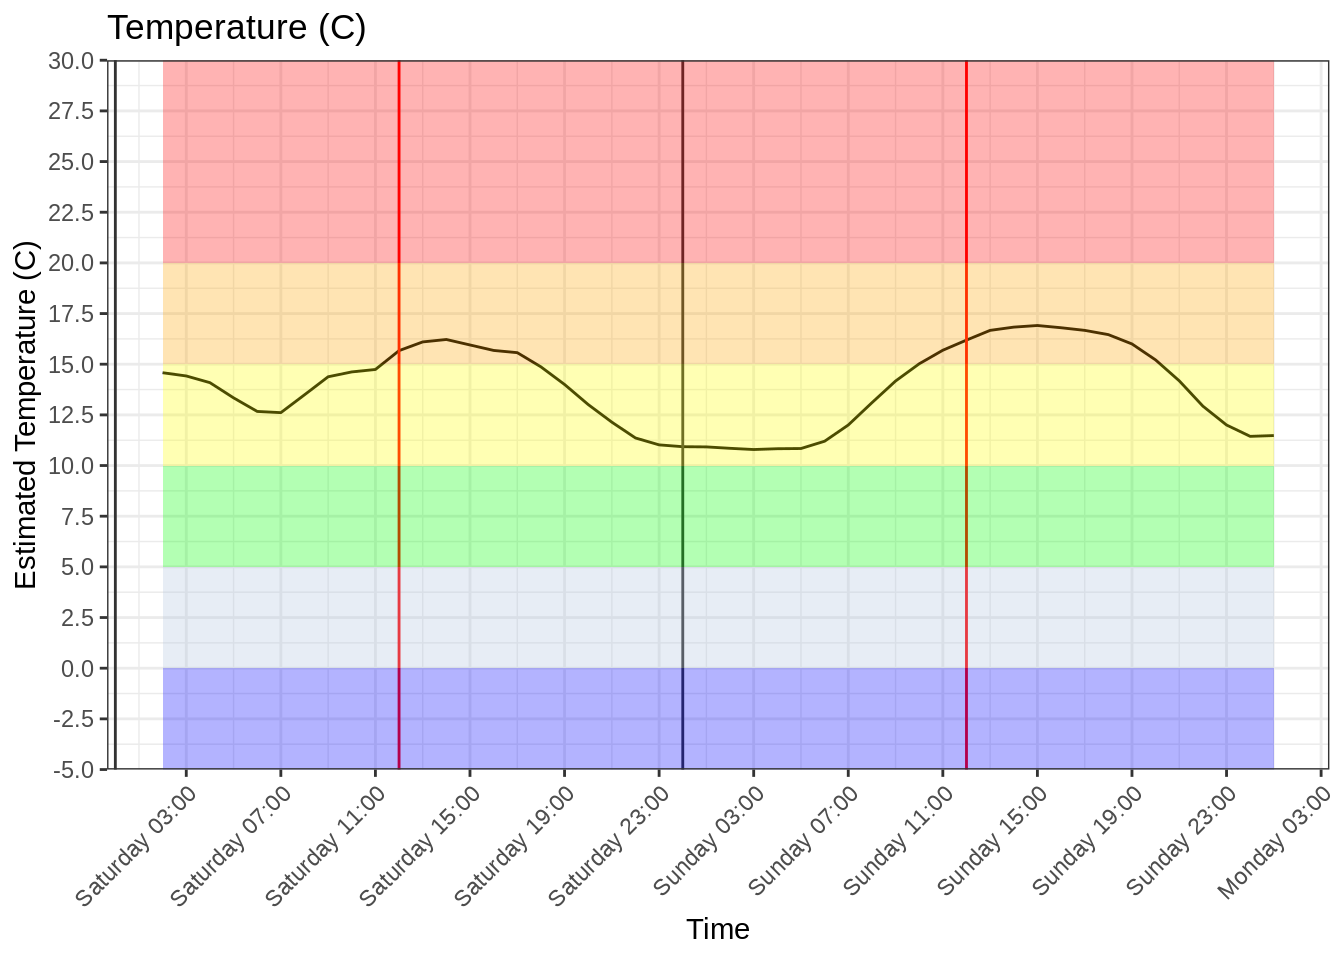 Temperature (C)
Estimated Temperature (C)
30.0
27.5
25.0
22.5
20.0
17.5
15.0
12.5
10.0
7.5
5.0
2.5
0.0
-2.5
-5.0
Saturday 03:00
Saturday 07:00
Saturday 11:00
Saturday 15:00
Saturday 19:00
Saturday 23:00
Sunday 03:00
Sunday 07:00
Sunday 11:00
Sunday 15:00
Sunday 19:00
Sunday 23:00
Monday 03:00
Time